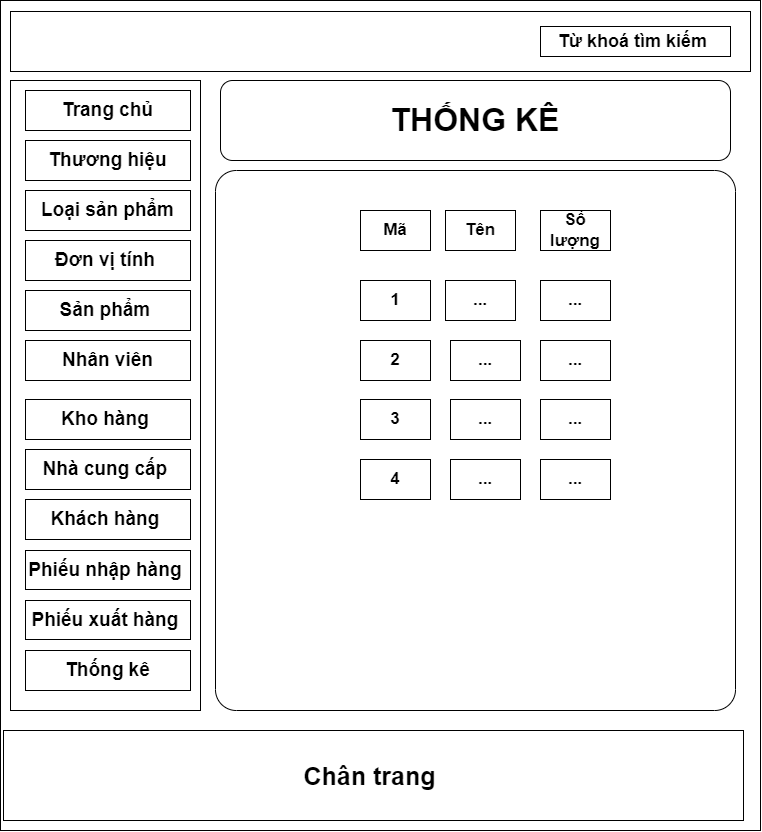 Từ khoá tìm kiếm
Trang chủ
Thương hiệu
Loại sản phẩm
Đơn vị tính
Sản phẩm
Nhân viên
Kho hàng
Nhà cung cấp
Khách hàng
Phiếu nhập hàng
Phiếu xuất hàng
Thống kê
THỐNG KÊ
Mã Tên Số
lượng
1 ... ...
2 ... ...
3 ... ...
4 ... ...
Chân trang